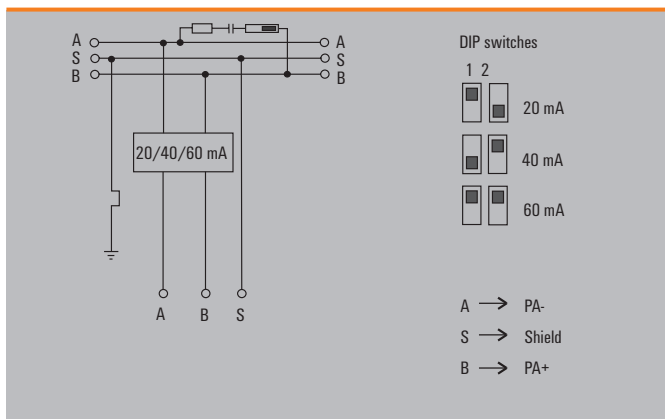 A A
S S
B B
20/40/60 mA
A B S
DIP switches
1 2
20 mA
40 mA
60 mA
A → PA-
S → Shield
B → PA+